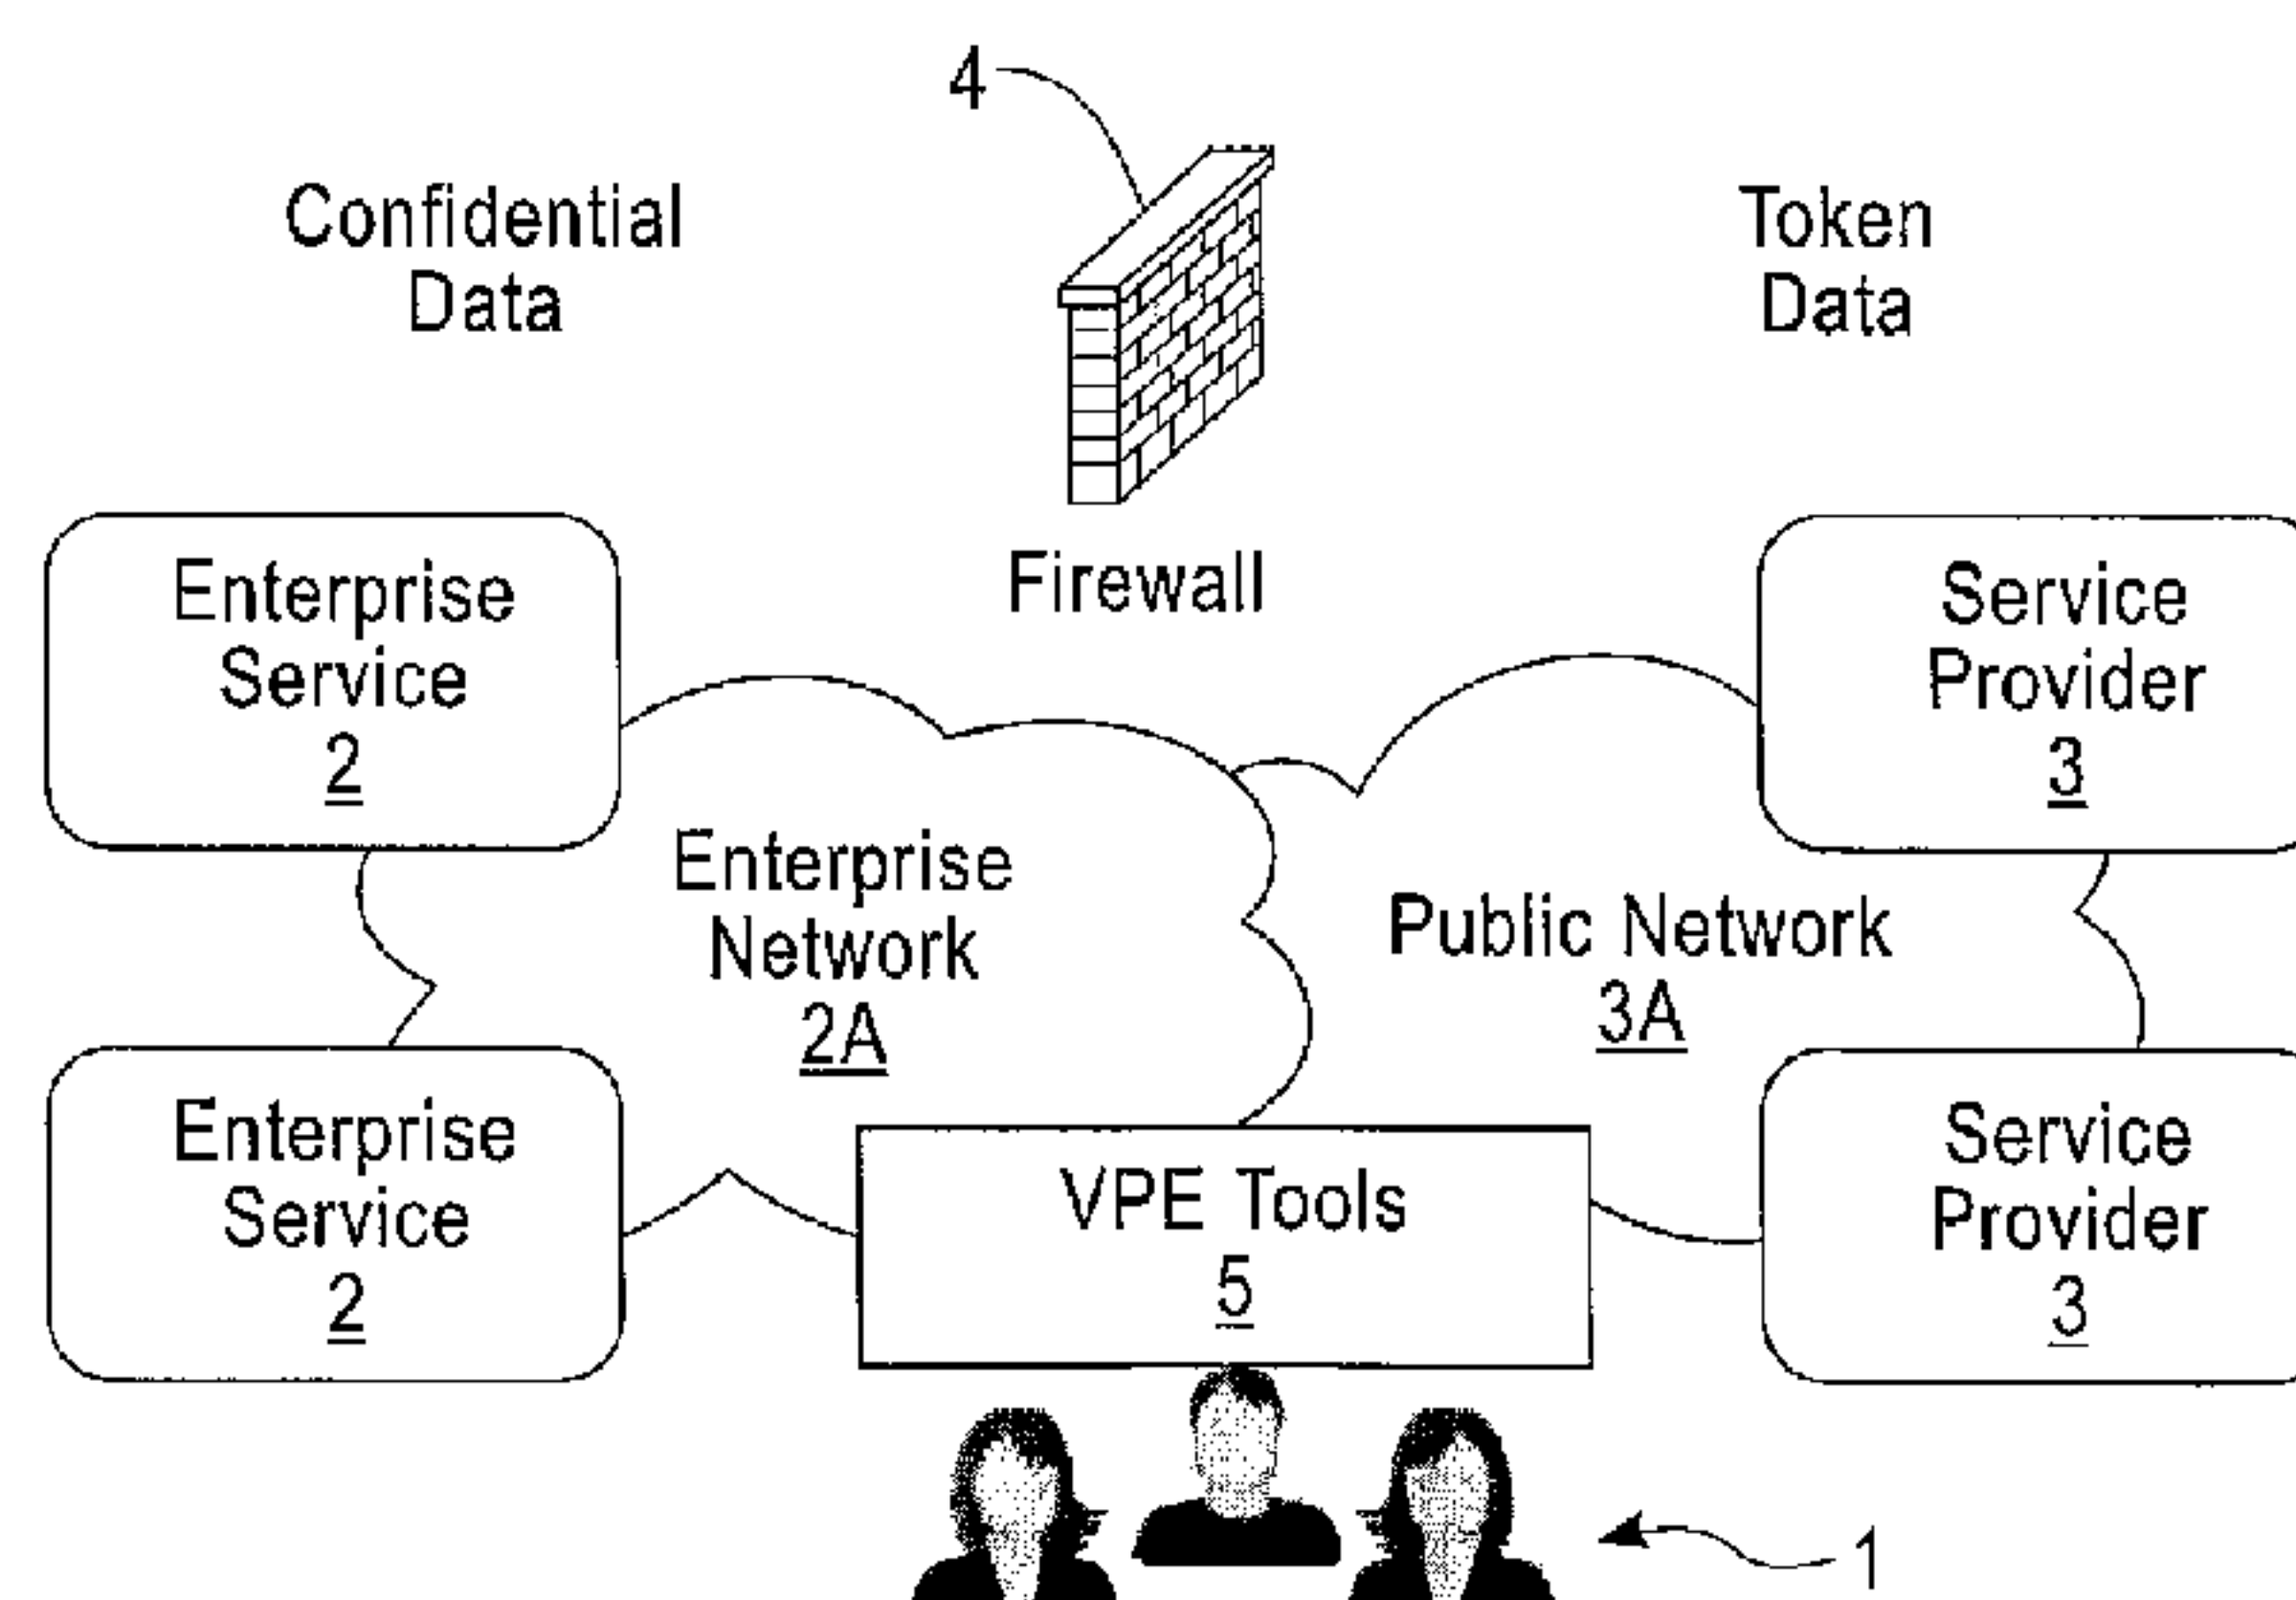 4
Confidential
Data
Token
Data
Firewall
Enterprise
Service
2
Service
Provider
3
Enterprise
Network
2A
Public Network
3A
Enterprise
Service
2
VPE Tools
5
Service
Provider
3
1